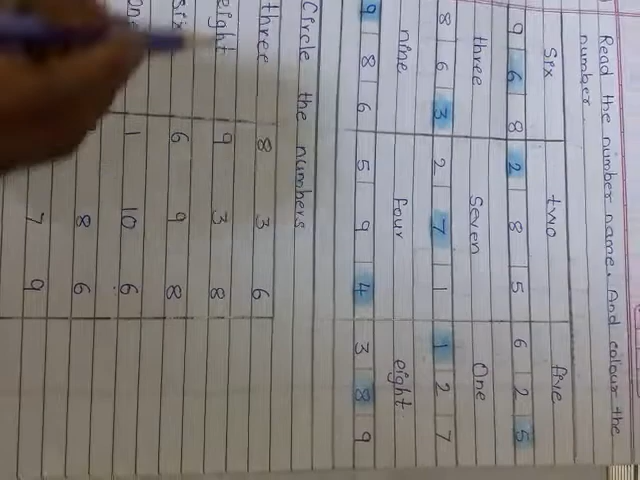 Read the number name. And colour the
number.
six two five
9 6 8 2 8 5 6 2 5
three seven One
8 6 3 2 7 1 1 2 7
nine four eight
9 8 6 5 9 4 3 8 9
Circle the numbers
three 8 3 6
eight 9 3 8
six 6 9 8
one 1 10 6
8 6
7 9